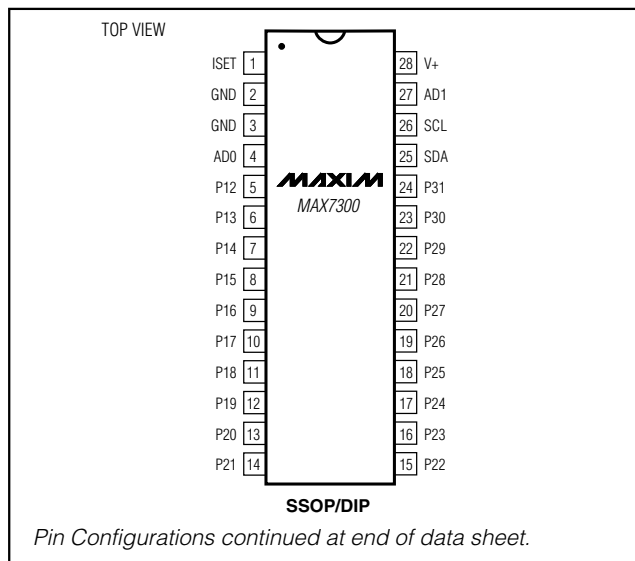 TOP VIEW
ISET 1 28 V+
GND 2 27 AD1
GND 3 26 SCL
AD0 4 25 SDA
MAXIM
P12 5 24 P31
MAX7300
P13 6 23 P30
P14 7 22 P29
P15 8 21 P28
P16 9 20 P27
P17 10 19 P26
P18 11 18 P25
P19 12 17 P24
P20 13 16 P23
P21 14 15 P22
SSOP/DIP
Pin Configurations continued at end of data sheet.